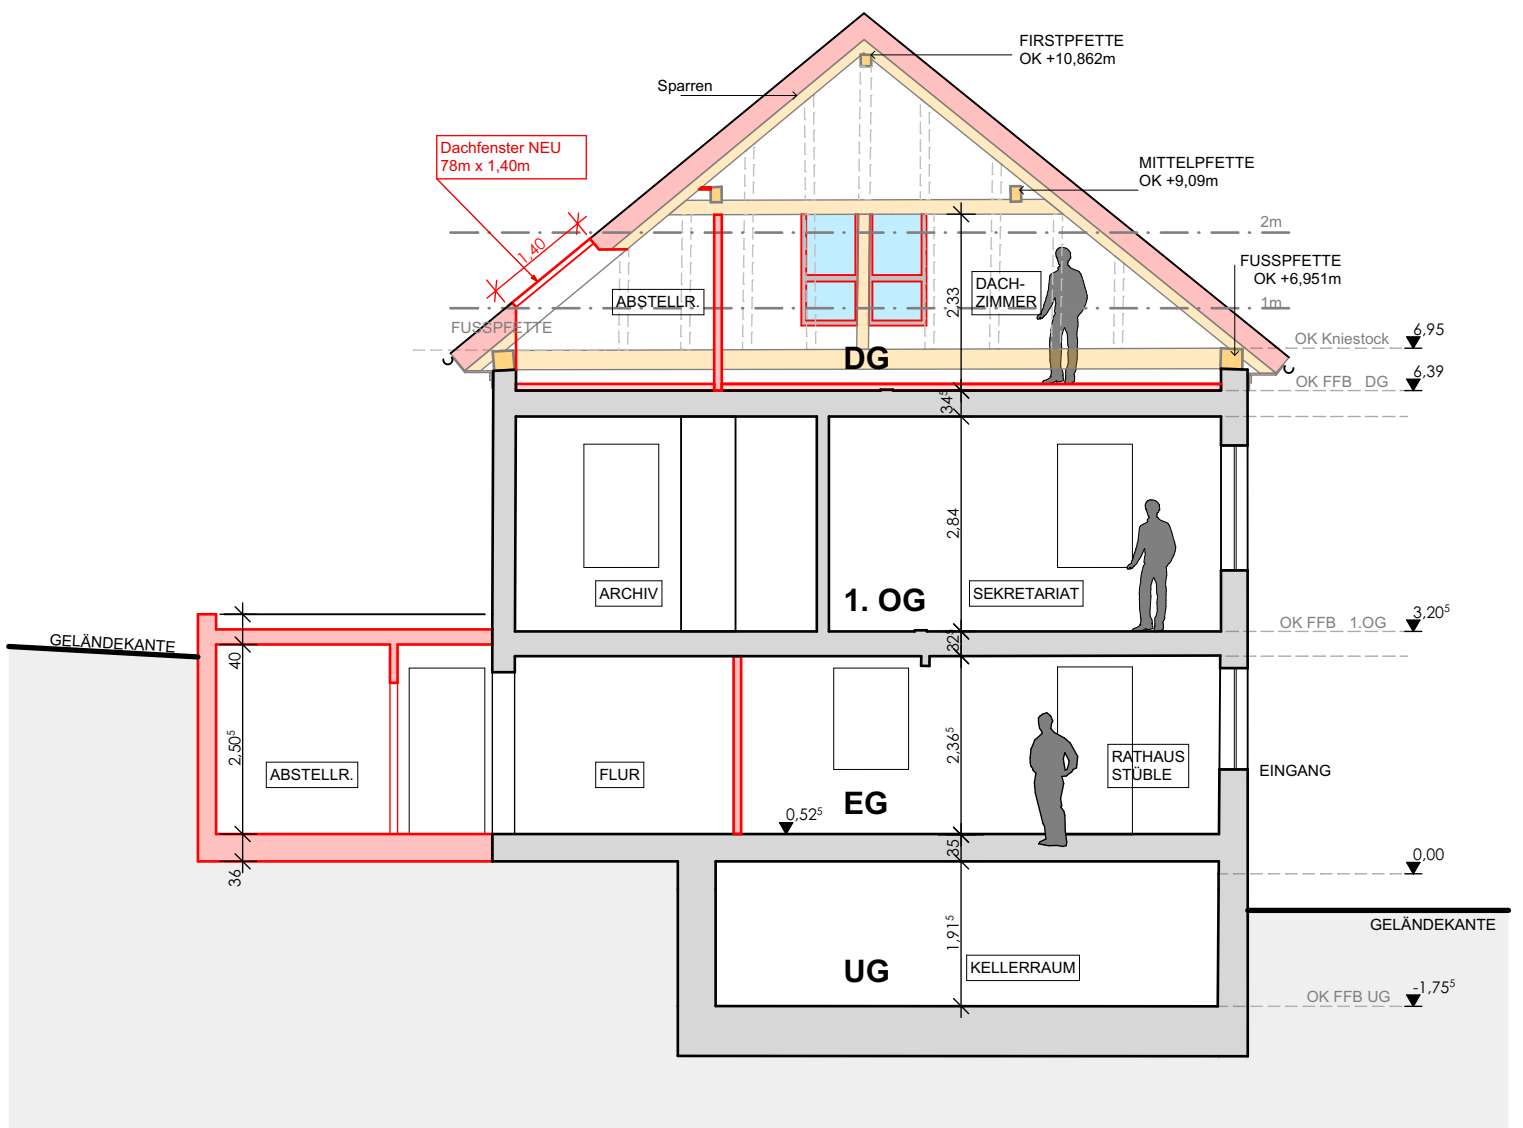 FIRSTPFETTE
OK +10,862m
Sparren
Dachfenster NEU
78m x 1,40m
MITTELPFETTE
OK +9,09m
2m
1,40
FUSSPFETTE
OK +6,951m
ABSTELLR.
2,33
DACH-
ZIMMER
1m
FUSSPFETTE
OK Kniestock
6,95
DG
OK FFB DG
6,39
34⁵
2,84
ARCHIV
1. OG
SEKRETARIAT
OK FFB 1.OG
3,20⁵
32⁵
GELÄNDEKANTE
40
2,50⁵
2,36⁵
ABSTELLR.
FLUR
RATHAUS
STÜBLE
EINGANG
EG
0,52⁵
35
36
0,00
GELÄNDEKANTE
1,91⁵
UG
KELLERRAUM
OK FFB UG
-1,75⁵